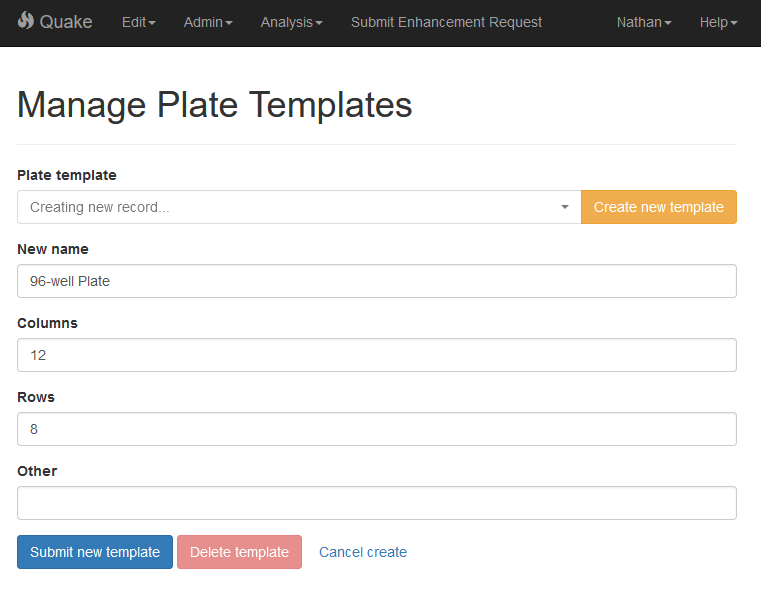 Quake Edit Admin Analysis Submit Enhancement Request Nathan Help
Manage Plate Templates
Plate template
Creating new record... Create new template
New name
96-well Plate
Columns
12
Rows
8
Other
Submit new template Delete template Cancel create